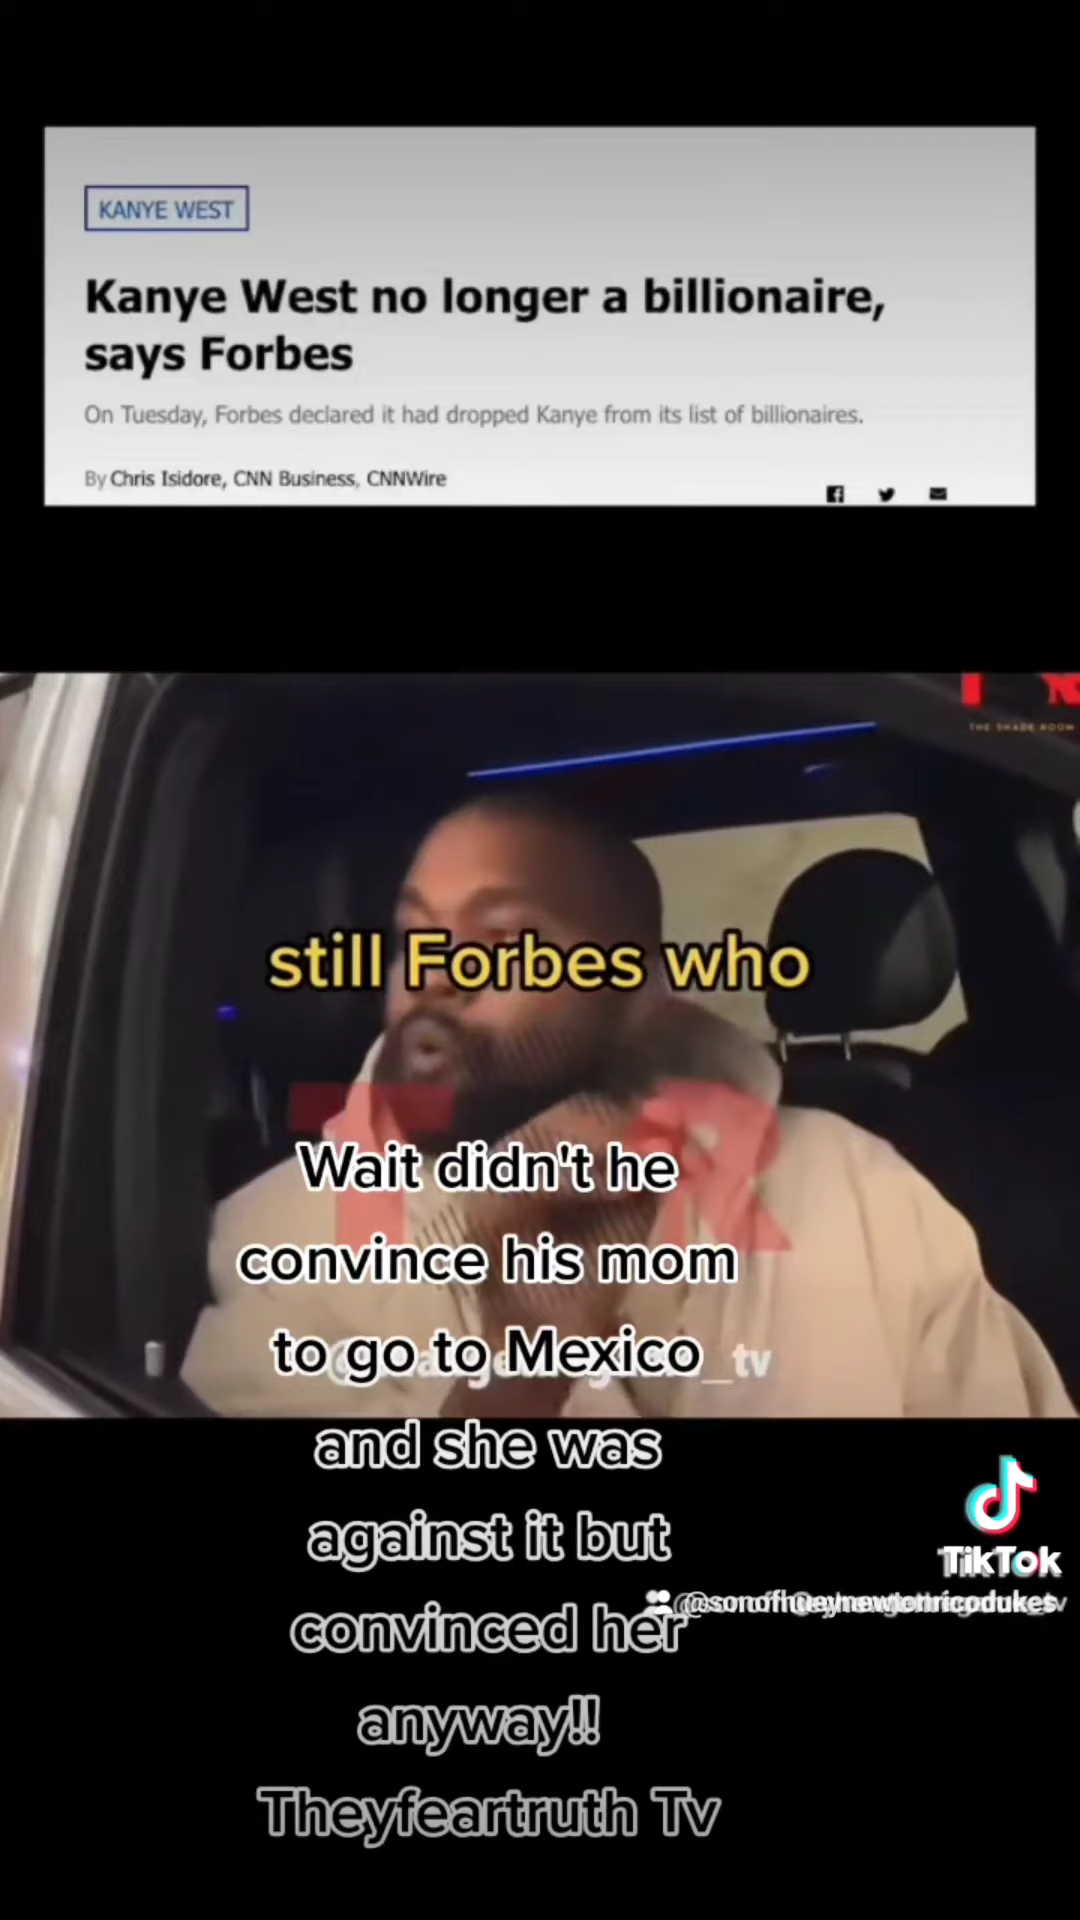 KANYE WEST
Kanye West no longer a billionaire,
says Forbes
On Tuesday, Forbes declared it had dropped Kanye from its list of billionaires.
By Chris Isidore, CNN Business, CNNWire
THE SHADE ROOM
still Forbes who
T R
Wait didn't he
convince his mom
to go to Mexico
_tv
and she was
against it but
convinced her
anyway!!
Theyfeartruth Tv
TikTok
@sonofhueynewtonricodukes